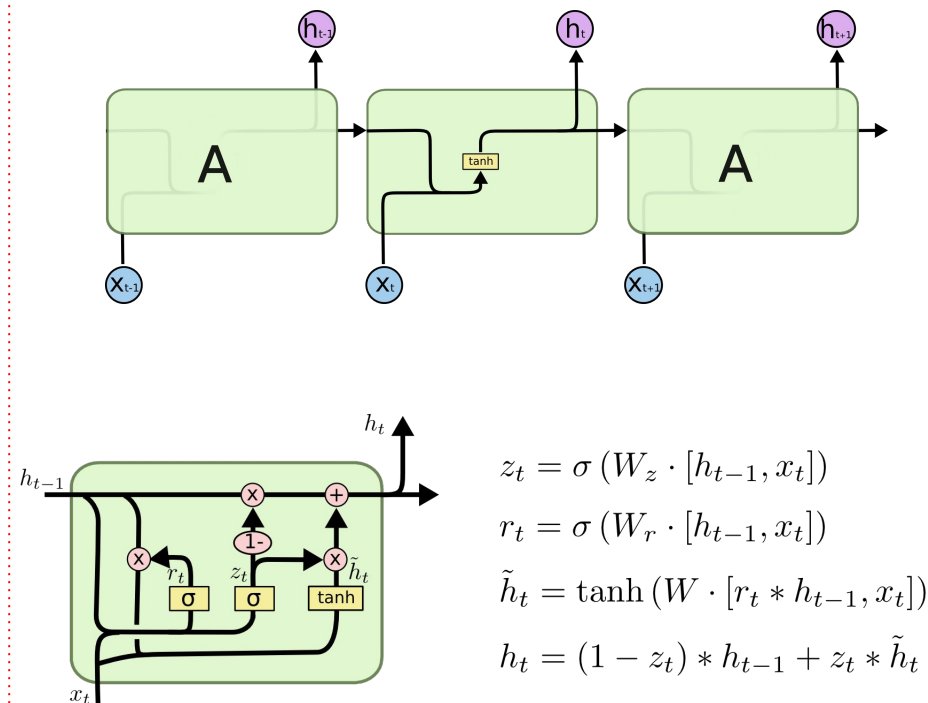 h_{t-1} h_t h_{t+1}
A tanh A
x_{t-1} x_t x_{t+1}
h_t
h_{t-1}
x +
z_t = σ (W_z · [h_{t-1}, x_t])
1-
r_t = σ (W_r · [h_{t-1}, x_t])
x r_t z_t x h̃_t
σ σ tanh
h̃_t = tanh (W · [r_t * h_{t-1}, x_t])
h_t = (1 − z_t) * h_{t-1} + z_t * h̃_t
x_t